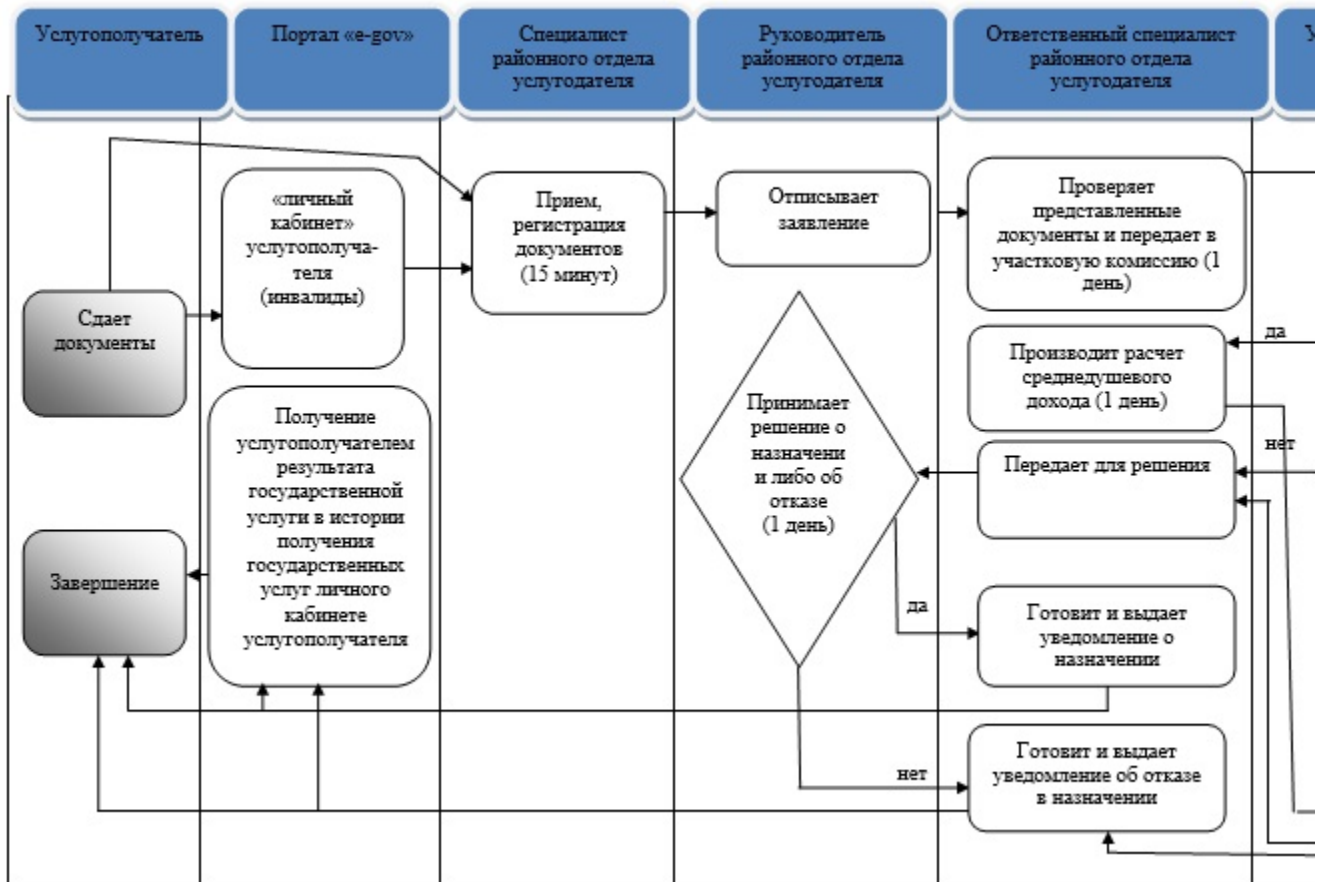 Услугополучатель
Портал «e-gov»
Специалист
районного отдела
услугодателя
Руководитель
районного отдела
услугодателя
Ответственный специалист
районного отдела
услугодателя
У
«личный
кабинет»
услугополуча-
теля
(инвалиды)
Прием,
регистрация
документов
(15 минут)
Отписывает
заявление
Проверяет
представленные
документы и передает в
участковую комиссию (1
день)
Сдает
документы
да
Производит расчет
среднедушевого
дохода (1 день)
Получение
услугополучателем
результата
государственной
услуги в истории
получения
государственных
услуг личного
кабинете
услугополучателя
Принимает
решение о
назначени
и либо об
отказе
(1 день)
нет
Передает для решения
Завершение
да
Готовит и выдает
уведомление о
назначении
нет
Готовит и выдает
уведомление об отказе
в назначении